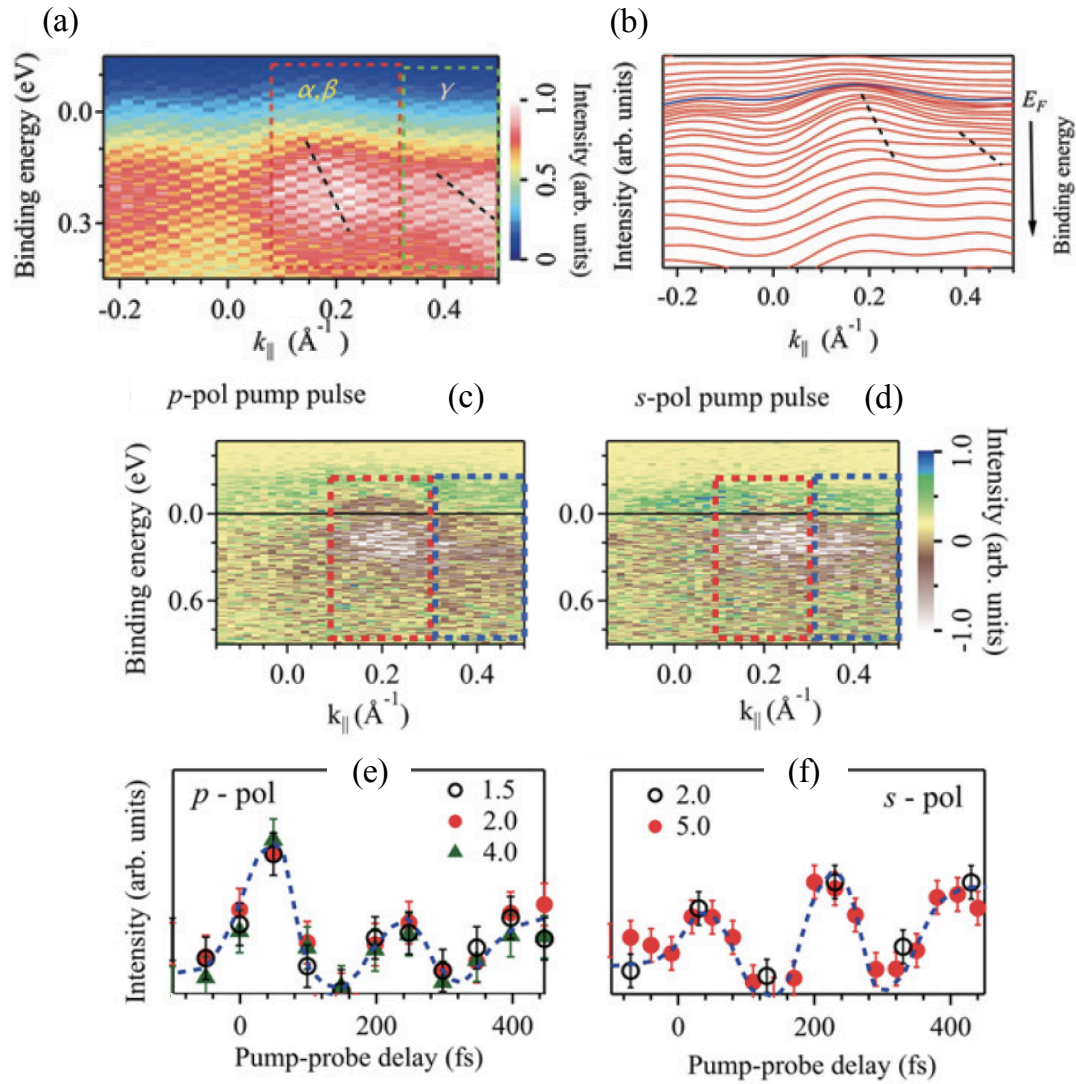 (a)
(b)
Binding energy (eV)
0.0
0.3
α,β
γ
1.0
0.5
0
Intensity
(arb. units)
-0.2
0.0
0.2
0.4
k∥ (Å⁻¹)
Intensity (arb. units)
E_F
Binding energy
-0.2
0.0
0.2
0.4
k∥ (Å⁻¹)
p-pol pump pulse
(c)
s-pol pump pulse
(d)
Binding energy (eV)
0.0
0.6
0.0
0.2
0.4
k∥(Å⁻¹)
0.0
0.6
0.0
0.2
0.4
k∥(Å⁻¹)
1.0
0
-1.0
Intensity (arb. units)
(e)
(f)
Intensity (arb. units)
p - pol
1.5
2.0
4.0
0
200
400
Pump-probe delay (fs)
2.0
5.0
s - pol
0
200
400
Pump-probe delay (fs)